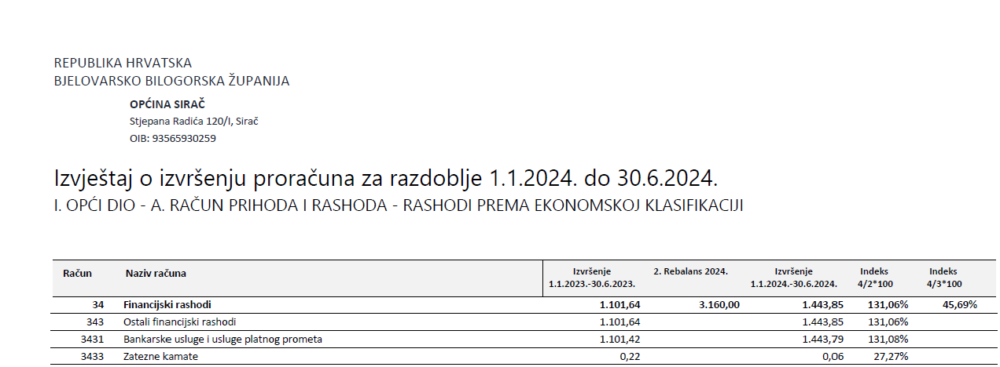 REPUBLIKA HRVATSKA
BJELOVARSKO BILOGORSKA ŽUPANIJA
OPĆINA SIRAČ
Stjepana Radića 120/I, Sirač
OIB: 93565930259
Izvještaj o izvršenju proračuna za razdoblje 1.1.2024. do 30.6.2024.
I. OPĆI DIO - A. RAČUN PRIHODA I RASHODA - RASHODI PREMA EKONOMSKOJ KLASIFIKACIJI
Račun Naziv računa Izvršenje 1.1.2023.-30.6.2023. 2. Rebalans 2024. Izvršenje 1.1.2024.-30.6.2024. Indeks 4/2*100 Indeks 4/3*100
34 Financijski rashodi 1.101,64 3.160,00 1.443,85 131,06% 45,69%
343 Ostali financijski rashodi 1.101,64 1.443,85 131,06%
3431 Bankarske usluge i usluge platnog prometa 1.101,42 1.443,79 131,08%
3433 Zatezne kamate 0,22 0,06 27,27%